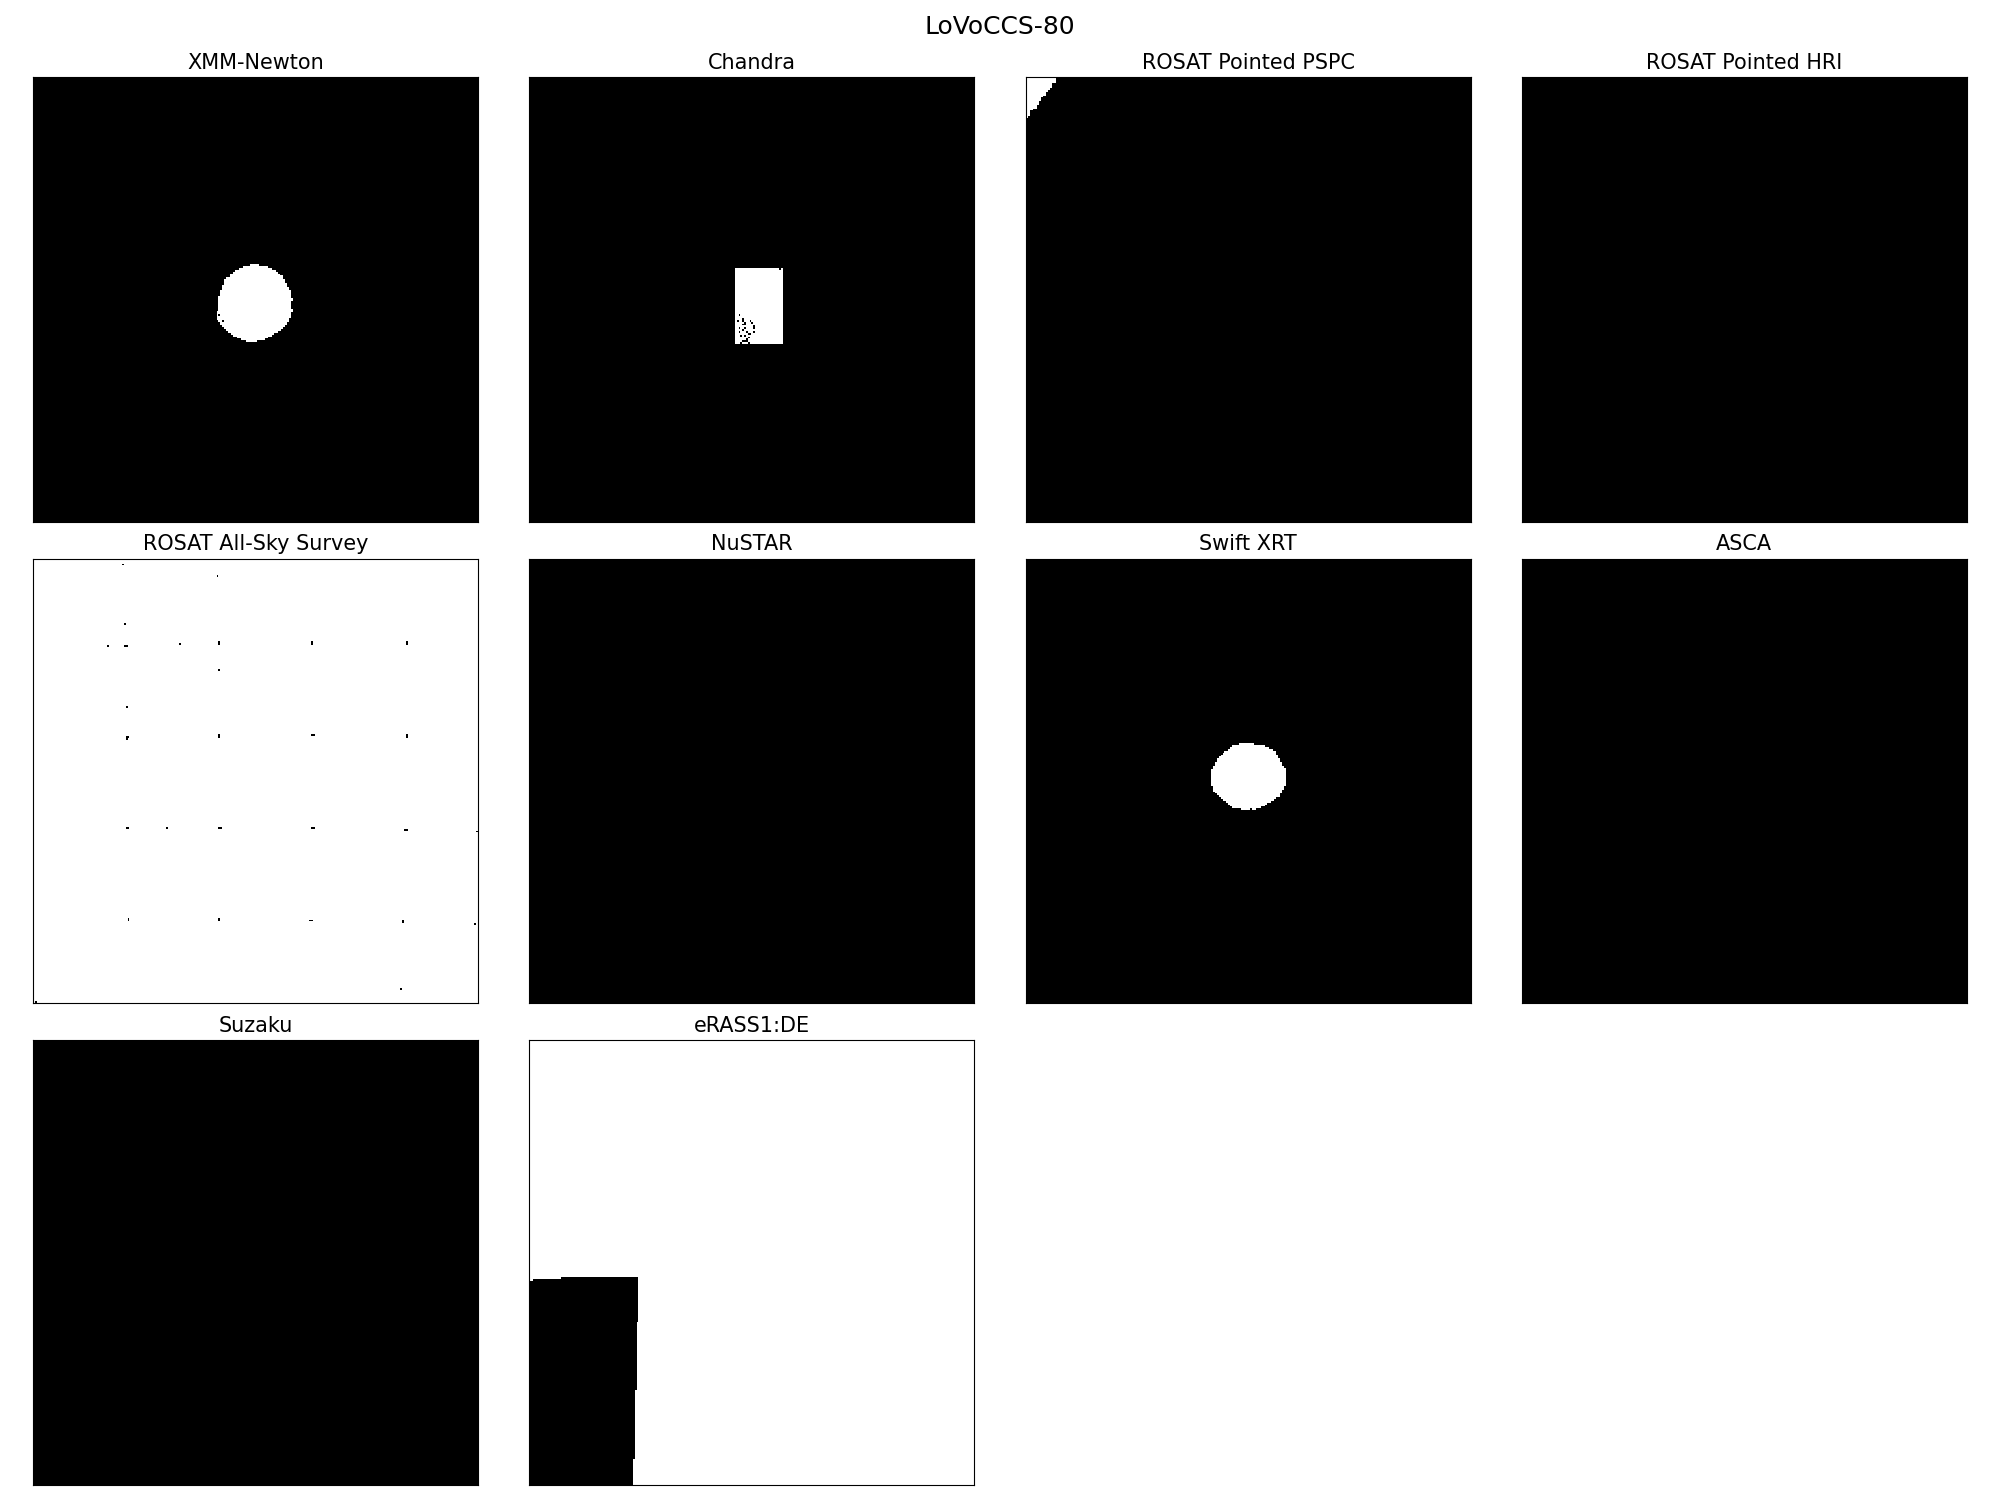 LoVoCCS-80
XMM-Newton
Chandra
ROSAT Pointed PSPC
ROSAT Pointed HRI
ROSAT All-Sky Survey
NuSTAR
Swift XRT
ASCA
Suzaku
eRASS1:DE